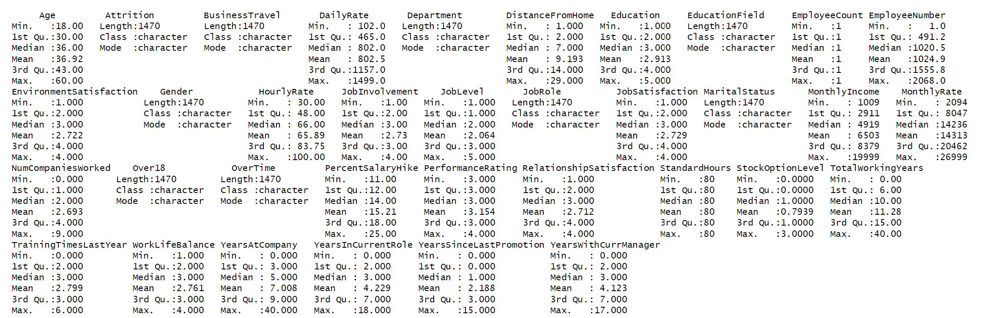 Age         Attrition         BusinessTravel       DailyRate       Department        DistanceFromHome   Education     EducationField     EmployeeCount EmployeeNumber
Min.   :18.00   Length:1470        Length:1470        Min.   : 102.0   Length:1470        Min.   : 1.000   Min.   :1.000   Length:1470        Min.   :1     Min.   :   1.0
1st Qu.:30.00   Class :character   Class :character   1st Qu.: 465.0   Class :character   1st Qu.: 2.000   1st Qu.:2.000   Class :character   1st Qu.:1     1st Qu.: 491.2
Median :36.00   Mode  :character   Mode  :character   Median : 802.0   Mode  :character   Median : 7.000   Median :3.000   Mode  :character   Median :1     Median :1020.5
Mean   :36.92                                         Mean   : 802.5                      Mean   : 9.193   Mean   :2.913                      Mean   :1     Mean   :1024.9
3rd Qu.:43.00                                         3rd Qu.:1157.0                      3rd Qu.:14.000   3rd Qu.:4.000                      3rd Qu.:1     3rd Qu.:1555.8
Max.   :60.00                                         Max.   :1499.0                      Max.   :29.000   Max.   :5.000                      Max.   :1     Max.   :2068.0
EnvironmentSatisfaction    Gender            HourlyRate     JobInvolvement    JobLevel       JobRole          JobSatisfaction MaritalStatus      MonthlyIncome    MonthlyRate
Min.   :1.000           Length:1470        Min.   : 30.00   Min.   :1.00   Min.   :1.000   Length:1470        Min.   :1.000   Length:1470        Min.   : 1009   Min.   : 2094
1st Qu.:2.000           Class :character   1st Qu.: 48.00   1st Qu.:2.00   1st Qu.:1.000   Class :character   1st Qu.:2.000   Class :character   1st Qu.: 2911   1st Qu.: 8047
Median :3.000           Mode  :character   Median : 66.00   Median :3.00   Median :2.000   Mode  :character   Median :3.000   Mode  :character   Median : 4919   Median :14236
Mean   :2.722                              Mean   : 65.89   Mean   :2.73   Mean   :2.064                      Mean   :2.729                      Mean   : 6503   Mean   :14313
3rd Qu.:4.000                              3rd Qu.: 83.75   3rd Qu.:3.00   3rd Qu.:3.000                      3rd Qu.:4.000                      3rd Qu.: 8379   3rd Qu.:20462
Max.   :4.000                              Max.   :100.00   Max.   :4.00   Max.   :5.000                      Max.   :4.000                      Max.   :19999   Max.   :26999
NumCompaniesWorked    Over18            OverTime         PercentSalaryHike PerformanceRating RelationshipSatisfaction StandardHours StockOptionLevel TotalWorkingYears
Min.   :0.000      Length:1470        Length:1470        Min.   :11.00     Min.   :3.000     Min.   :1.000            Min.   :80    Min.   :0.0000   Min.   : 0.00
1st Qu.:1.000      Class :character   Class :character   1st Qu.:12.00     1st Qu.:3.000     1st Qu.:2.000            1st Qu.:80    1st Qu.:0.0000   1st Qu.: 6.00
Median :2.000      Mode  :character   Mode  :character   Median :14.00     Median :3.000     Median :3.000            Median :80    Median :1.0000   Median :10.00
Mean   :2.693                                            Mean   :15.21     Mean   :3.154     Mean   :2.712            Mean   :80    Mean   :0.7939   Mean   :11.28
3rd Qu.:4.000                                            3rd Qu.:18.00     3rd Qu.:3.000     3rd Qu.:4.000            3rd Qu.:80    3rd Qu.:1.0000   3rd Qu.:15.00
Max.   :9.000                                            Max.   :25.00     Max.   :4.000     Max.   :4.000            Max.   :80    Max.   :3.0000   Max.   :40.00
TrainingTimesLastYear WorkLifeBalance YearsAtCompany   YearsInCurrentRole YearsSinceLastPromotion YearsWithCurrManager
Min.   :0.000         Min.   :1.000   Min.   : 0.000   Min.   : 0.000     Min.   : 0.000          Min.   : 0.000
1st Qu.:2.000         1st Qu.:2.000   1st Qu.: 3.000   1st Qu.: 2.000     1st Qu.: 0.000          1st Qu.: 2.000
Median :3.000         Median :3.000   Median : 5.000   Median : 3.000     Median : 1.000          Median : 3.000
Mean   :2.799         Mean   :2.761   Mean   : 7.008   Mean   : 4.229     Mean   : 2.188          Mean   : 4.123
3rd Qu.:3.000         3rd Qu.:3.000   3rd Qu.: 9.000   3rd Qu.: 7.000     3rd Qu.: 3.000          3rd Qu.: 7.000
Max.   :6.000         Max.   :4.000   Max.   :40.000   Max.   :18.000     Max.   :15.000          Max.   :17.000